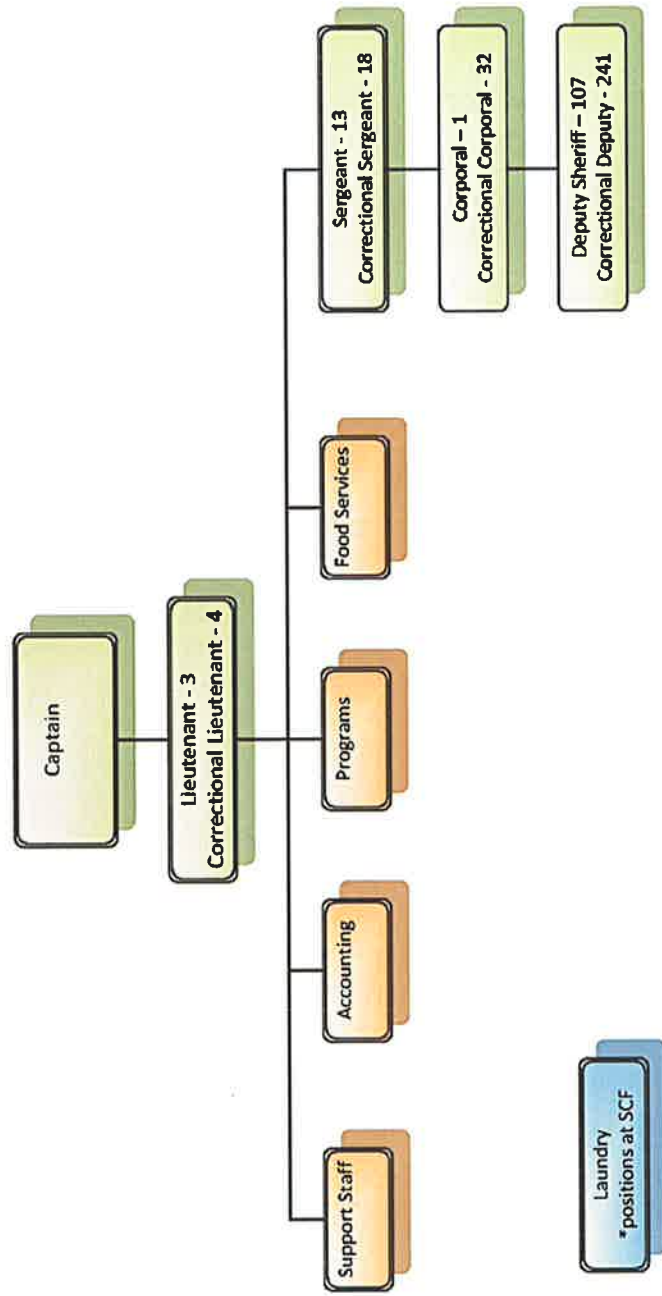 Captain
Lieutenant - 3
Correctional Lieutenant - 4
Support Staff
Accounting
Programs
Food Services
Sergeant - 13
Correctional Sergeant - 18
Corporal – 1
Correctional Corporal - 32
Deputy Sheriff – 107
Correctional Deputy - 241
Laundry
*positions at SCF